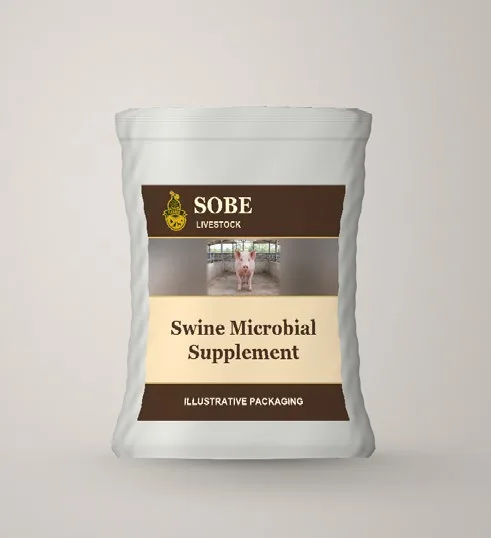 SOBE
LIVESTOCK
Swine Microbial
Supplement
ILLUSTRATIVE PACKAGING